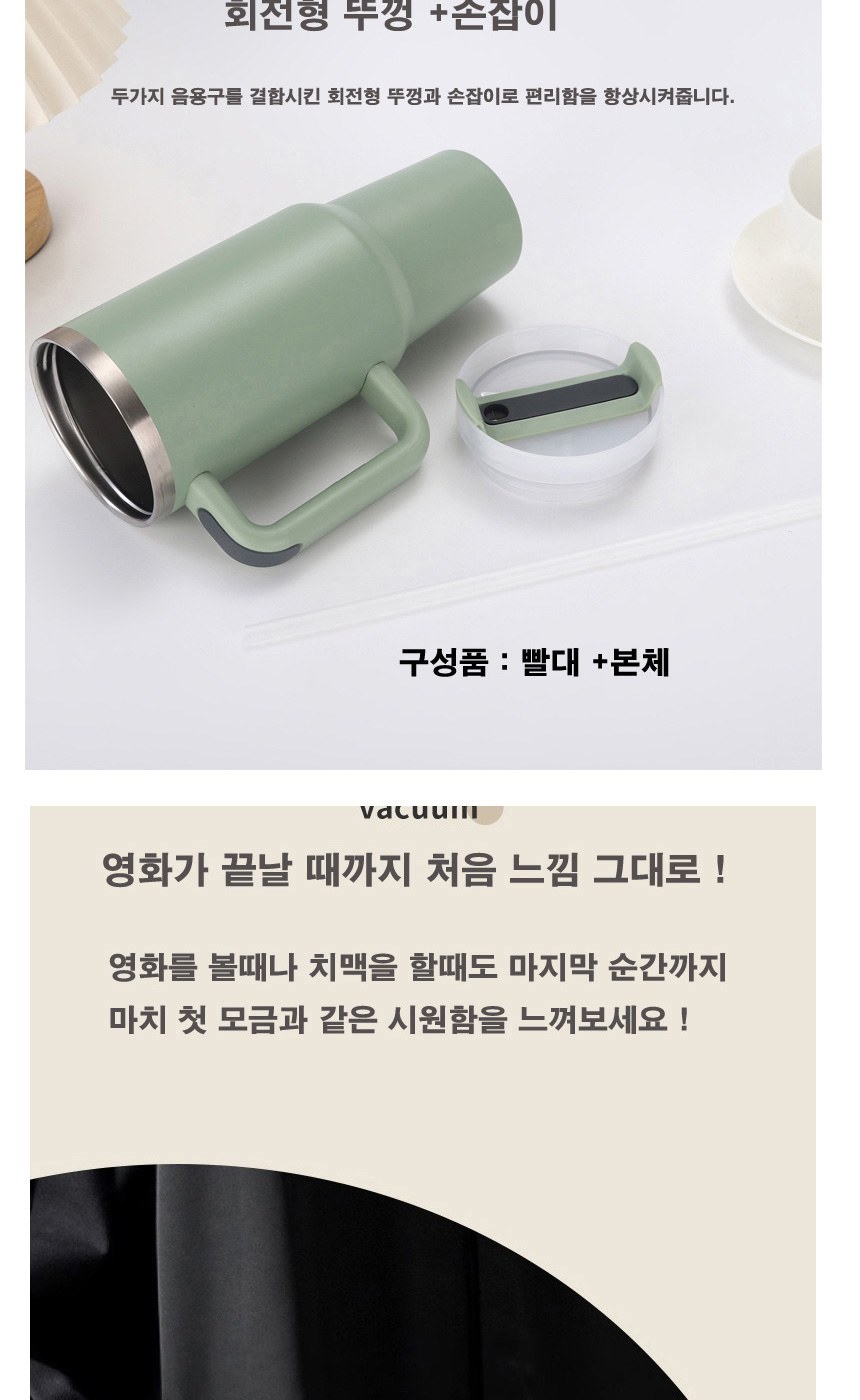 회전형 뚜껑 +손잡이
두가지 음용구를 결합시킨 회전형 뚜껑과 손잡이로 편리함을 항상시켜줍니다.
구성품 : 빨대 +본체
vacuum
영화가 끝날 때까지 처음 느낌 그대로 !
영화를 볼때나 치맥을 할때도 마지막 순간까지
마치 첫 모금과 같은 시원함을 느껴보세요 !